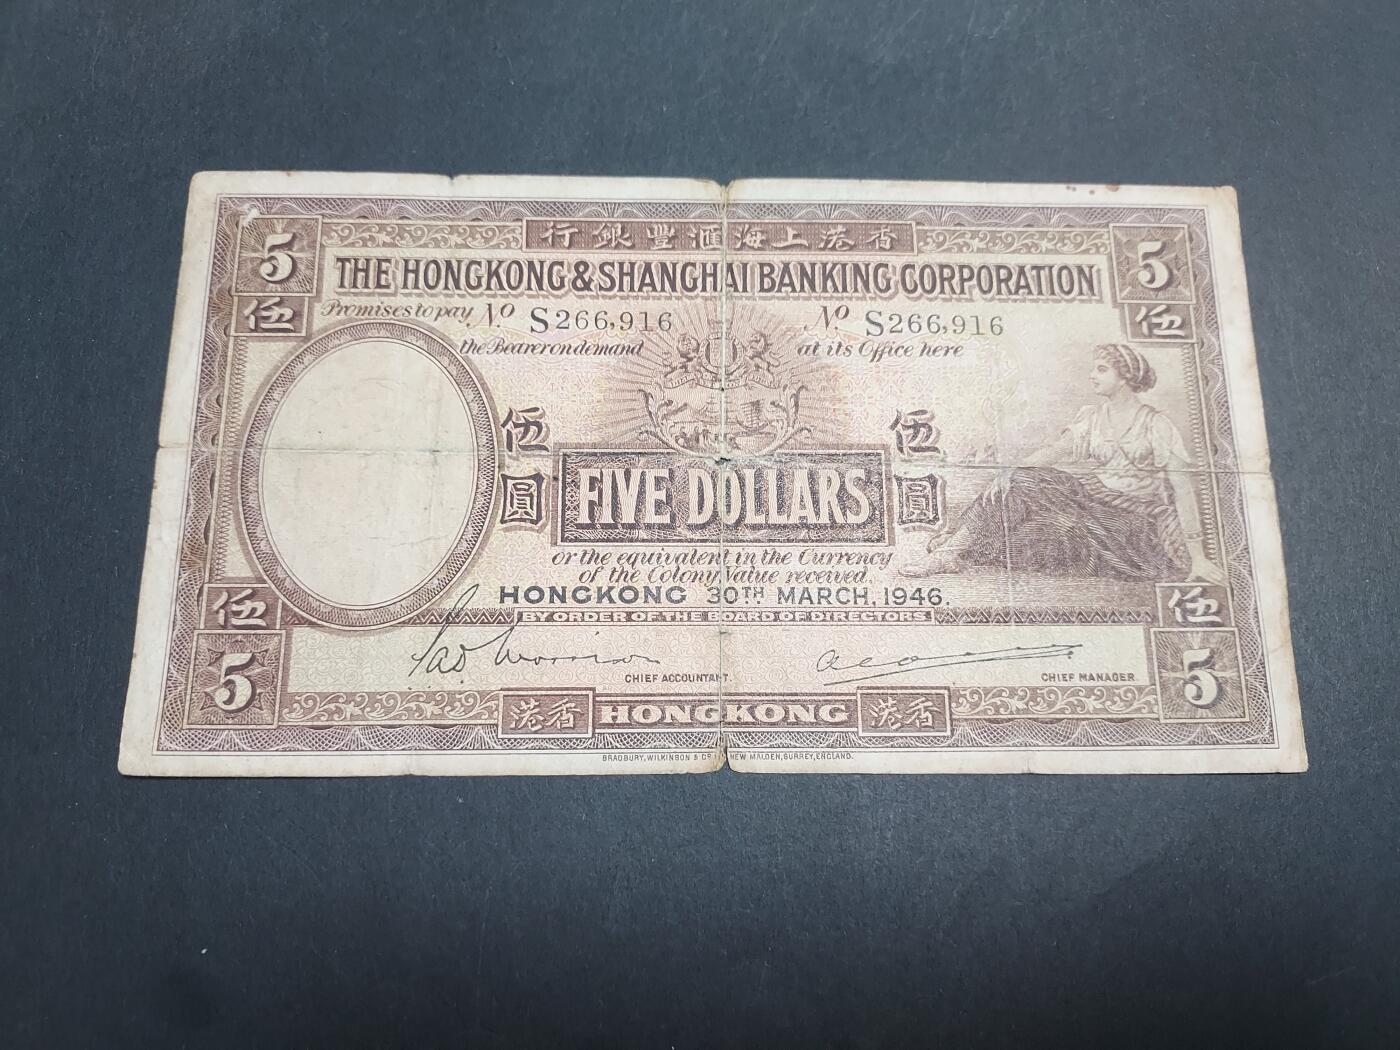 5 行銀豐滙海上港香 5
伍 THE HONGKONG & SHANGHAI BANKING CORPORATION 伍
Promises to pay No S266,916 No S266,916
the Bearer on demand at its Office here
伍圓 伍圓
FIVE DOLLARS
or the equivalent in the Currency
of the Colony, Value received.
HONGKONG 30TH MARCH, 1946.
伍 BY ORDER OF THE BOARD OF DIRECTORS 伍
5 CHIEF ACCOUNTANT. CHIEF MANAGER. 5
港香 HONGKONG 港香
BRADBURY, WILKINSON & Co NEW MALDEN, SURREY, ENGLAND.